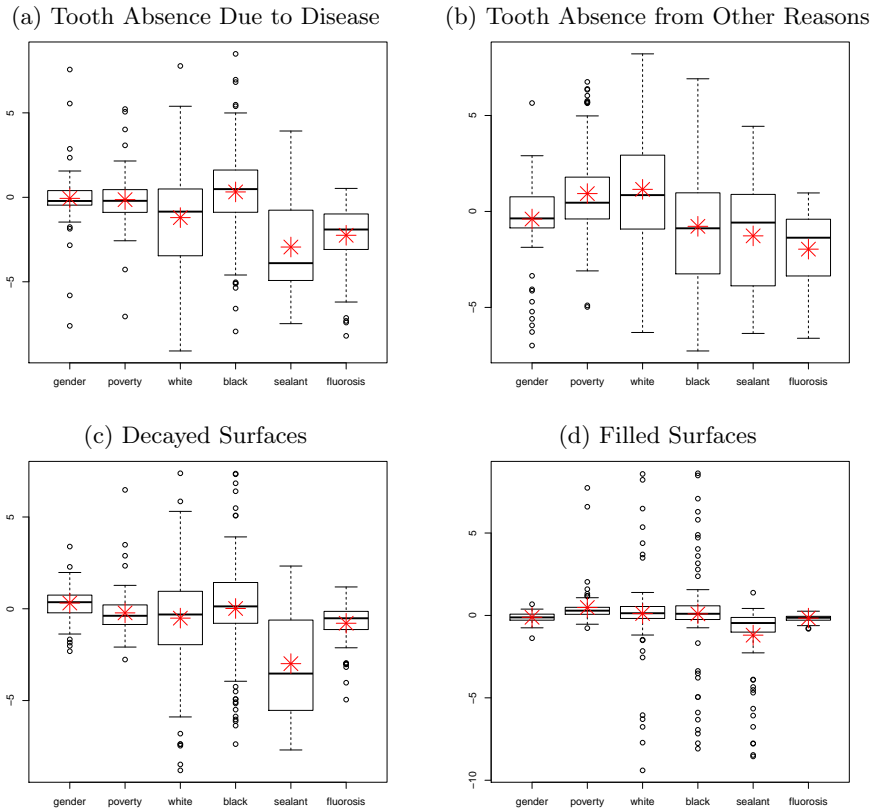 (a) Tooth Absence Due to Disease
5
0
−5
gender poverty white black sealant fluorosis
(b) Tooth Absence from Other Reasons
5
0
−5
gender poverty white black sealant fluorosis
(c) Decayed Surfaces
5
0
−5
gender poverty white black sealant fluorosis
(d) Filled Surfaces
5
0
−5
−10
gender poverty white black sealant fluorosis